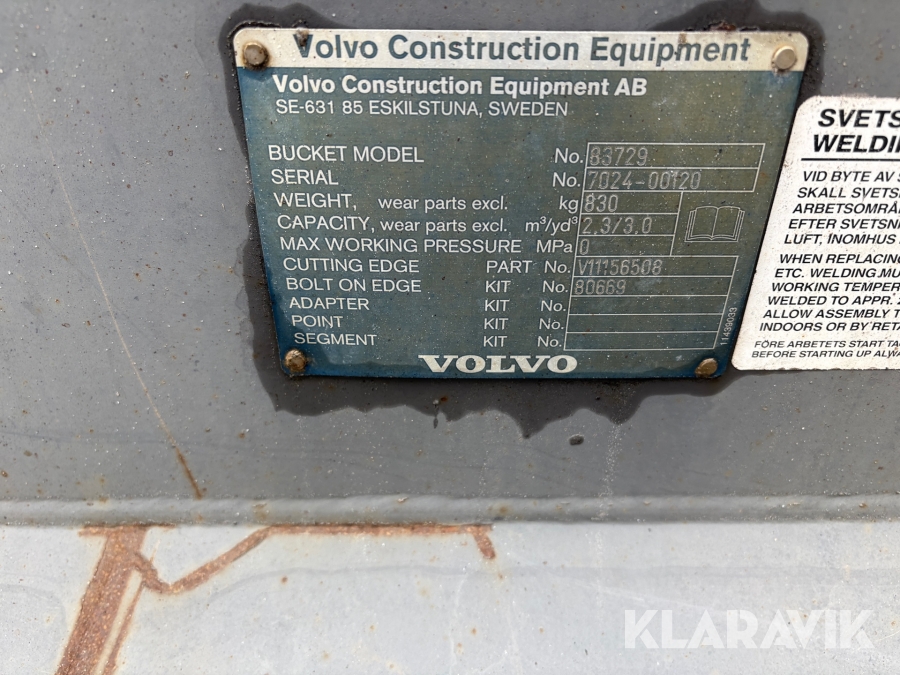 Volvo Construction Equipment
Volvo Construction Equipment AB
SE-631 85 ESKILSTUNA, SWEDEN
BUCKET MODEL No. 83729
SERIAL No. 7024-00120
WEIGHT, wear parts excl. kg 830
CAPACITY, wear parts excl. m³/yd³ 2,3/3,0
MAX WORKING PRESSURE MPa 0
CUTTING EDGE PART No. V11156508
BOLT ON EDGE KIT No. 80669
ADAPTER KIT No.
POINT KIT No.
SEGMENT KIT No.
11439033
VOLVO
SVETS
WELDI
VID BYTE AV
SKALL SVETS
ARBETSOMRÅ
EFTER SVETSN
LUFT, INOMHUS
WHEN REPLACING
ETC. WELDING MU
WORKING TEMPER
WELDED TO APPR.
ALLOW ASSEMBLY T
INDOORS OR BY RETA
FÖRE ARBETETS START TA
BEFORE STARTING UP ALWA
KLARAVIK